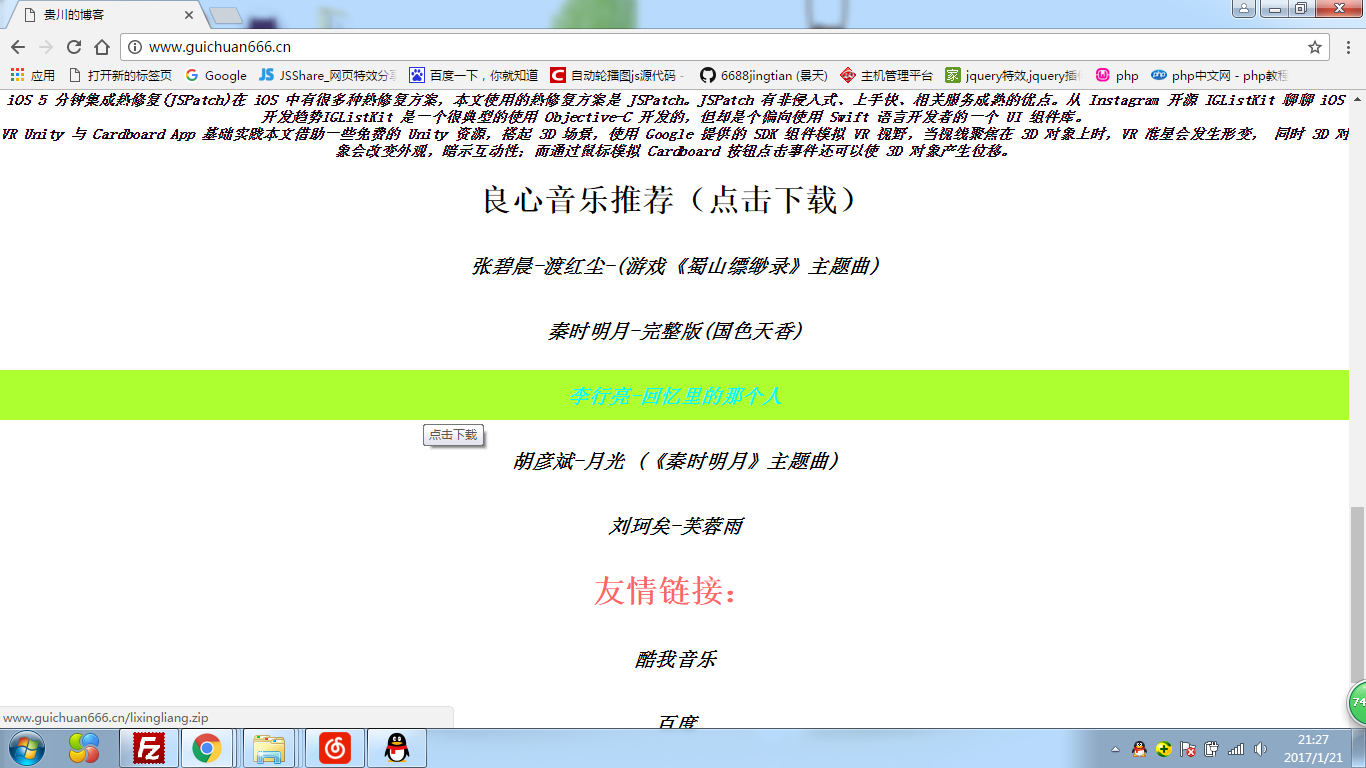 贵川的博客
www.guichuan666.cn
应用 打开新的标签页 Google JSShare_网页特效分享 百度一下，你就知道 自动轮播图js源代码 - 6688jingtian (景天) 主机管理平台 jquery特效,jquery插件 php php中文网 - php教程
iOS 5 分钟集成热修复(JSPatch)在 iOS 中有很多种热修复方案，本文使用的热修复方案是 JSPatch。JSPatch 有非侵入式、上手快、相关服务成熟的优点。从 Instagram 开源 IGListKit 聊聊 iOS
开发趋势IGListKit 是一个很典型的使用 Objective-C 开发的，但却是个偏向使用 Swift 语言开发者的一个 UI 组件库。
VR Unity 与 Cardboard App 基础实践本文借助一些免费的 Unity 资源，搭起 3D 场景，使用 Google 提供的 SDK 组件模拟 VR 视野，当视线聚焦在 3D 对象上时，VR 准星会发生形变， 同时 3D 对
象会改变外观，暗示互动性；而通过鼠标模拟 Cardboard 按钮点击事件还可以使 3D 对象产生位移。
良心音乐推荐（点击下载）
张碧晨-渡红尘-(游戏《蜀山缥缈录》主题曲)
秦时明月-完整版(国色天香)
李行亮-回忆里的那个人
点击下载
胡彦斌-月光 (《秦时明月》主题曲)
刘珂矣-芙蓉雨
友情链接：
酷我音乐
百度
74
www.guichuan666.cn/lixingliang.zip
21:27
2017/1/21